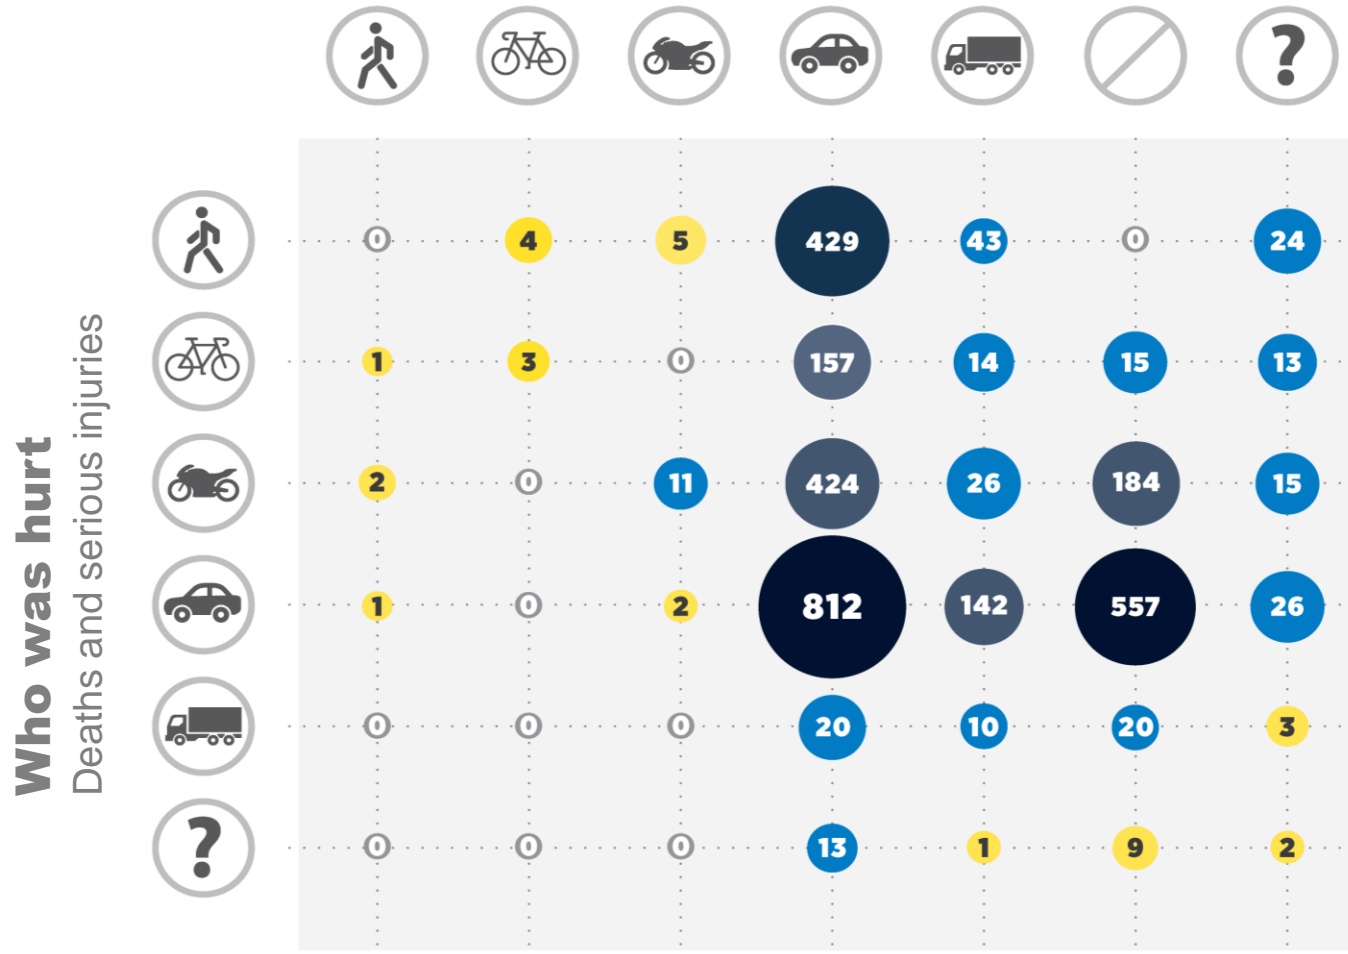 ?
Who was hurt
Deaths and serious injuries
0 4 5 429 43 0 24
1 3 0 157 14 15 13
2 0 11 424 26 184 15
1 0 2 812 142 557 26
0 0 0 20 10 20 3
? 0 0 0 13 1 9 2